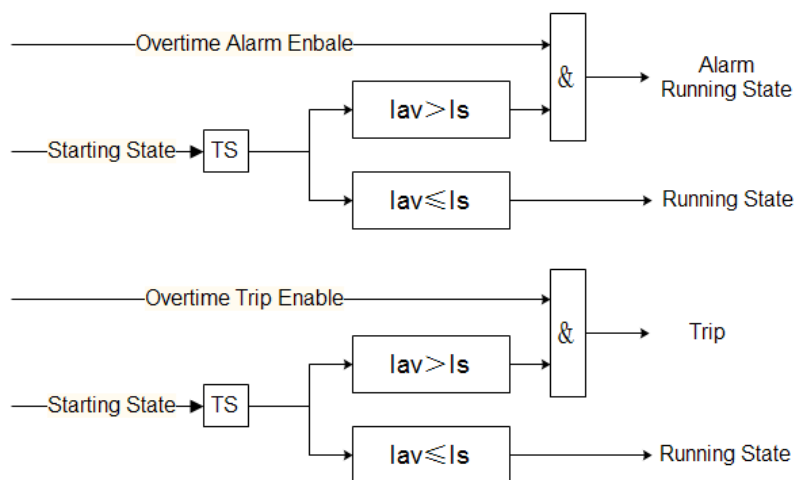 Overtime Alarm Enbale
Iav>Is
&
Alarm
Running State
Starting State
TS
Iav≤Is
Running State
Overtime Trip Enable
Iav>Is
&
Trip
Starting State
TS
Iav≤Is
Running State